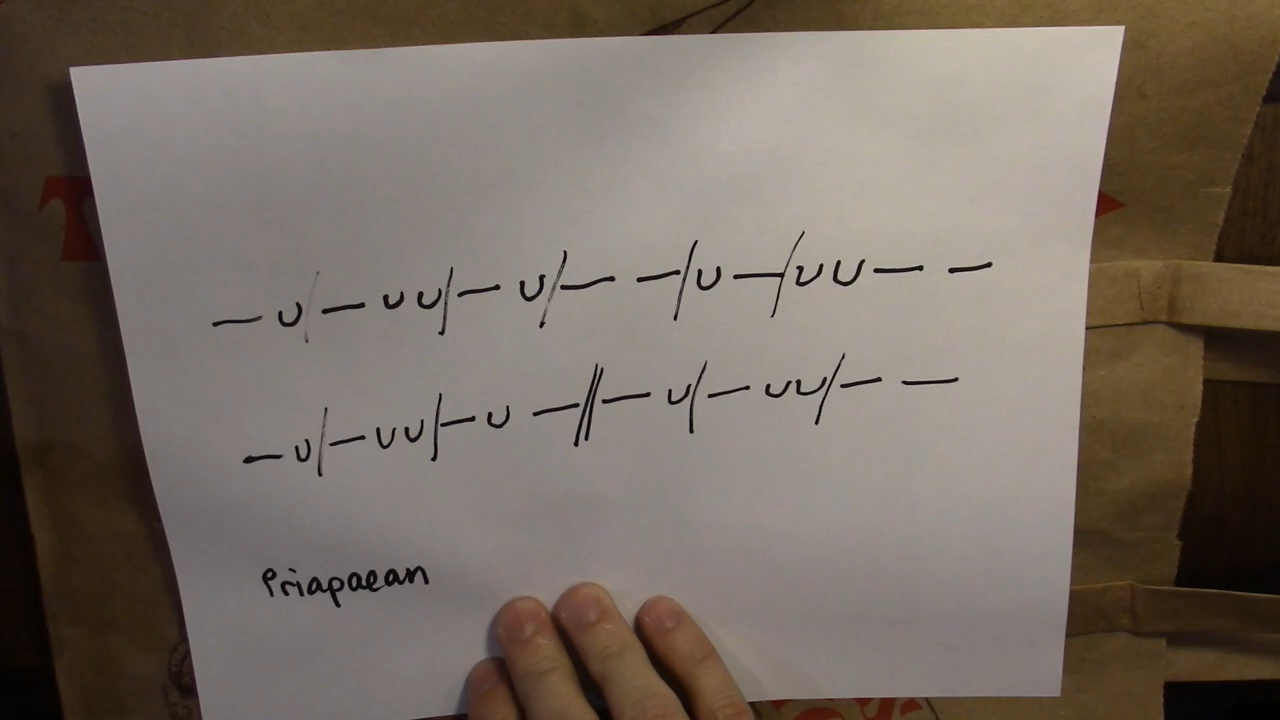 — U / — U U / — U / — — / U — / U U — —
— U / — U U / — U — // — U / — U U / — —
Priapaean